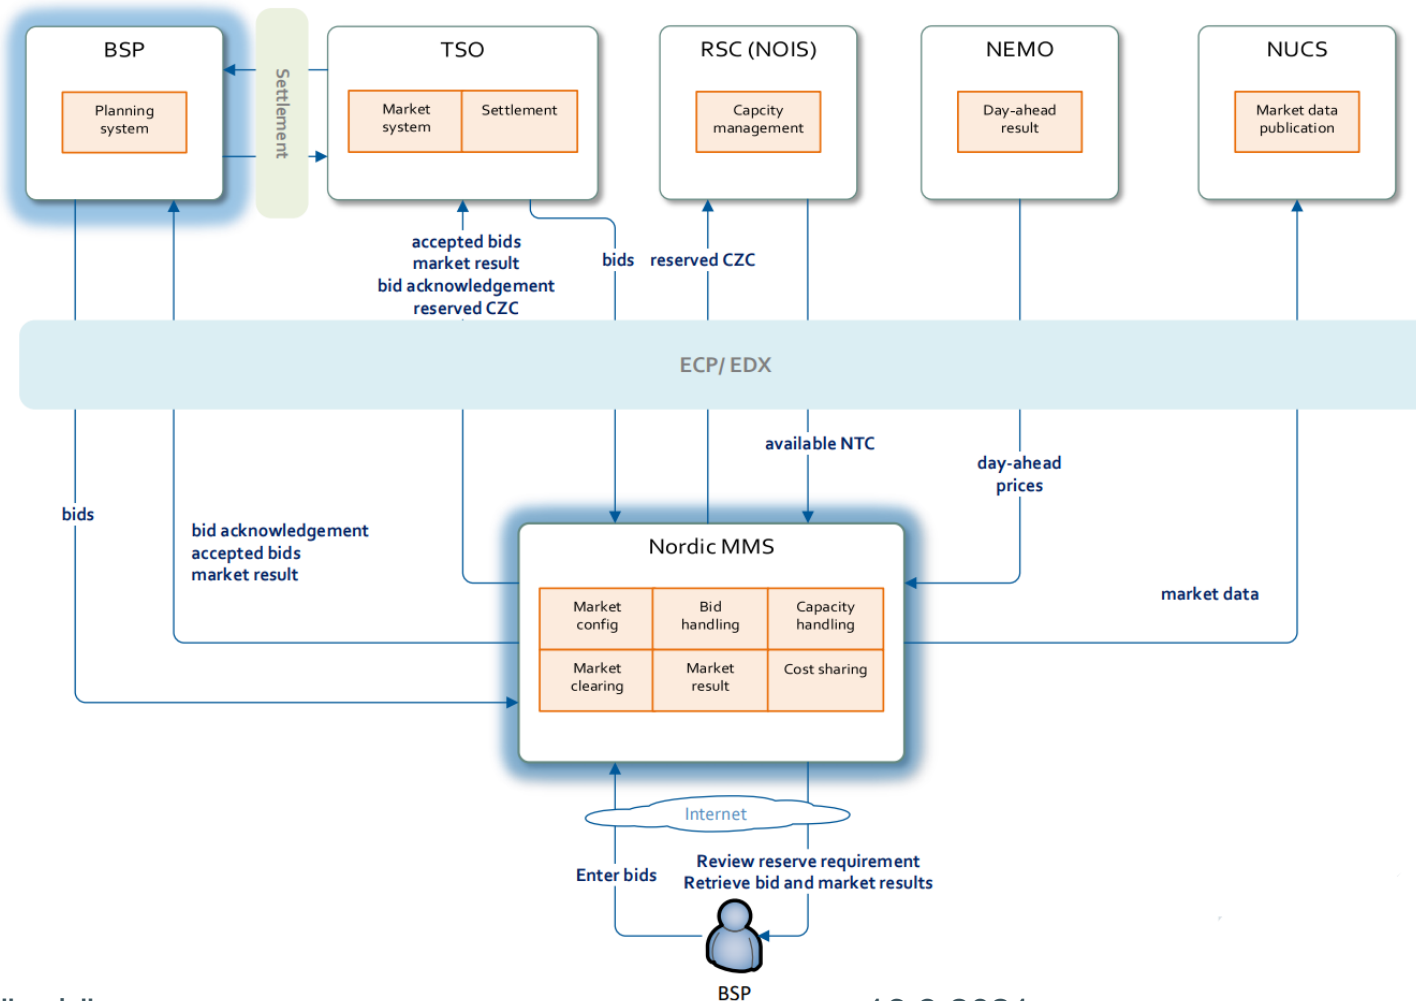 BSP
Planning
system
Settlement
TSO
Market
system
Settlement
RSC (NOIS)
Capcity
management
NEMO
Day-ahead
result
NUCS
Market data
publication
accepted bids
market result
bid acknowledgement
reserved CZC
bids
reserved CZC
ECP/ EDX
available NTC
day-ahead
prices
bids
bid acknowledgement
accepted bids
market result
market data
Nordic MMS
Market
config
Bid
handling
Capacity
handling
Market
clearing
Market
result
Cost sharing
Internet
Enter bids
Review reserve requirement
Retrieve bid and market results
BSP